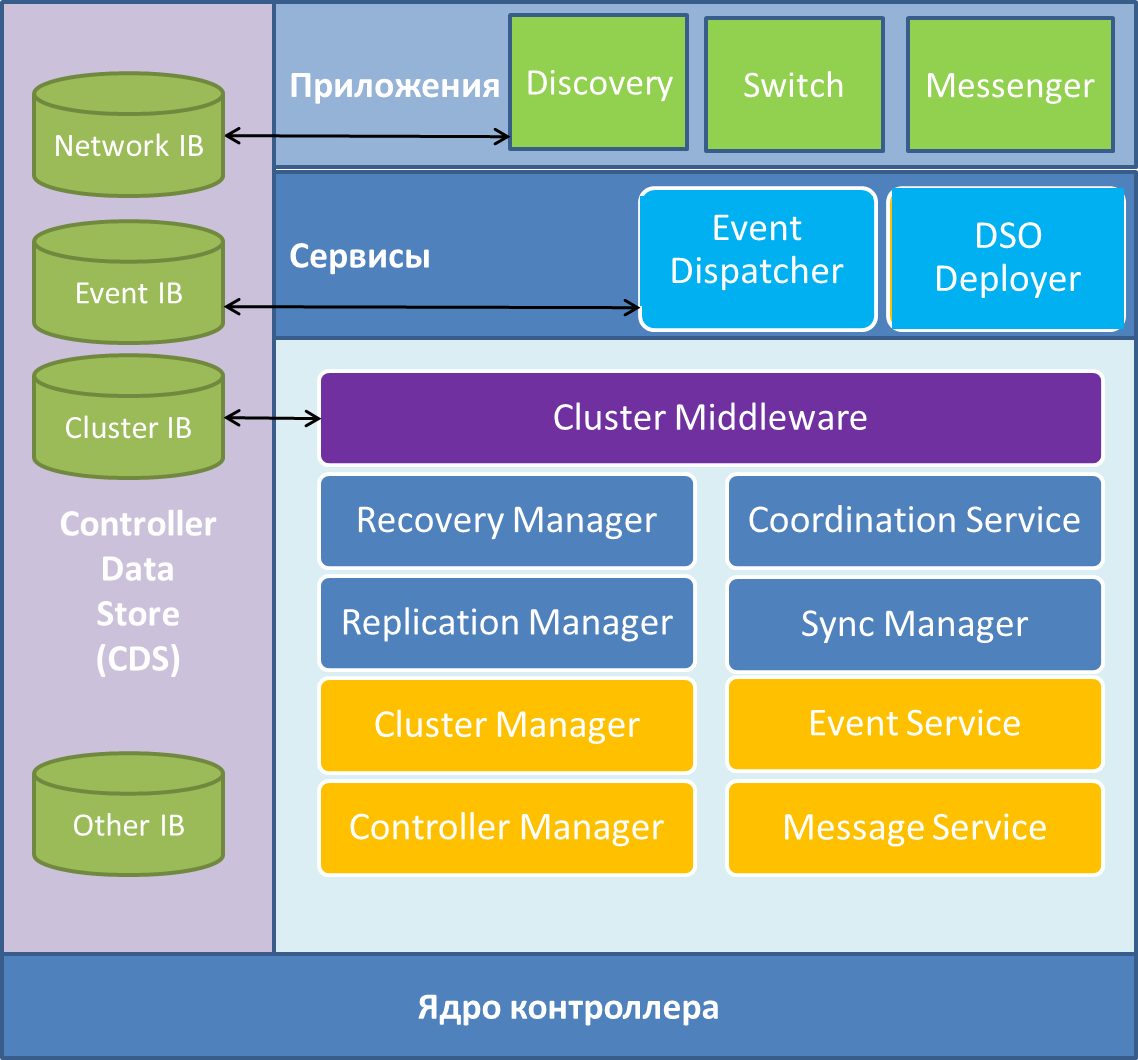 Приложения
Discovery
Switch
Messenger
Network IB
Сервисы
Event
Dispatcher
DSO
Deployer
Event IB
Cluster IB
Cluster Middleware
Controller
Data
Store
(CDS)
Recovery Manager
Coordination Service
Replication Manager
Sync Manager
Cluster Manager
Event Service
Other IB
Controller Manager
Message Service
Ядро контроллера